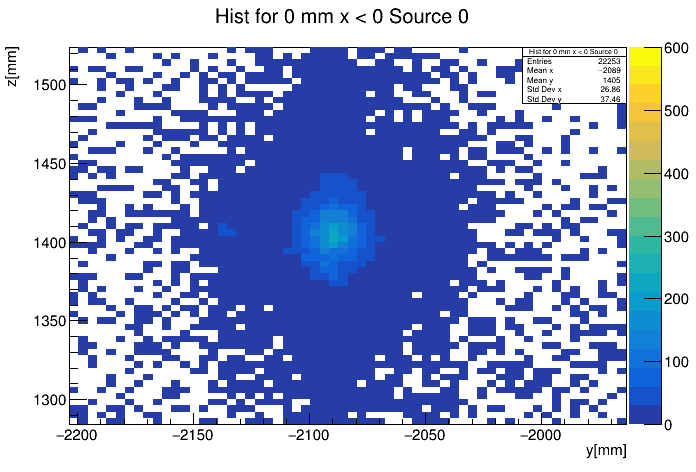 Hist for 0 mm x < 0 Source 0
z[mm]
Hist for 0 mm x < 0 Source 0
Entries 22253
Mean x −2089
Mean y 1405
Std Dev x 26.86
Std Dev y 37.46
600
500
400
300
200
100
0
1500
1450
1400
1350
1300
−2200 −2150 −2100 −2050 −2000
y[mm]